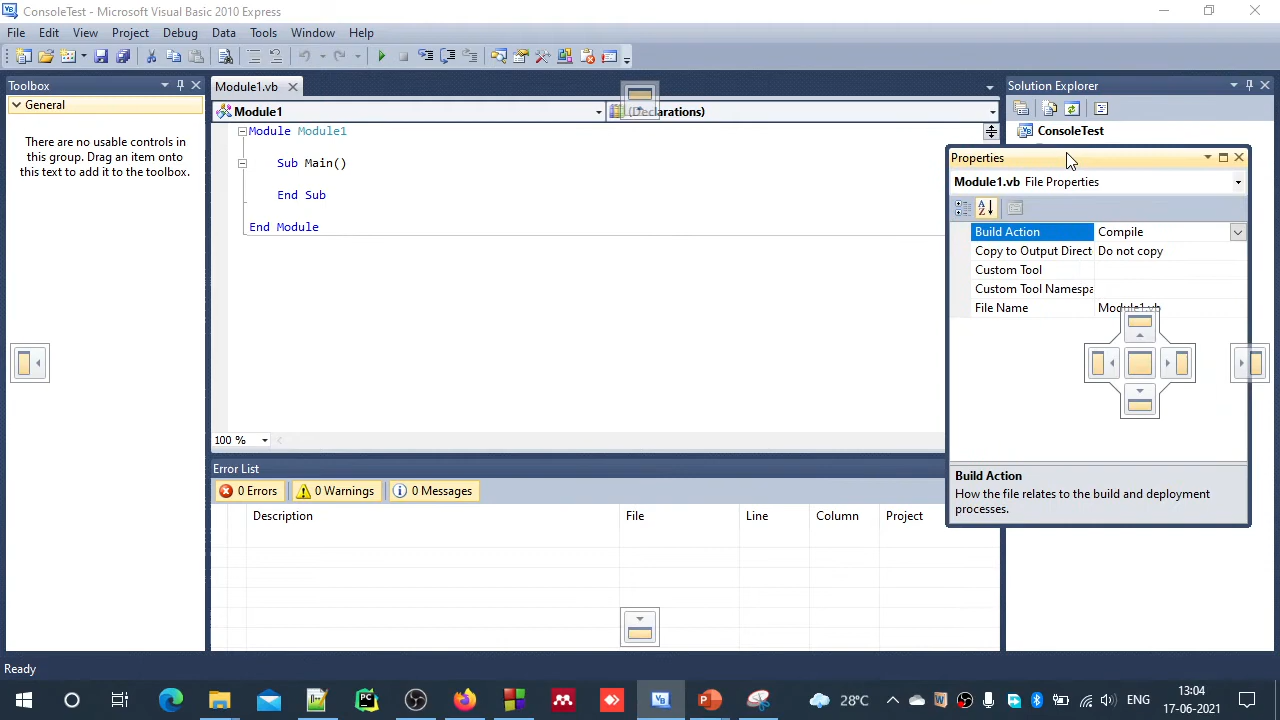 ConsoleTest - Microsoft Visual Basic 2010 Express
File Edit View Project Debug Tools Window Help
Toolbox
General
There are no usable controls in
this group. Drag an item onto
this text to add it to the toolbox.
Module1.vb
Module1
(Declarations)
Module Module1
Sub Main()
End Sub
End Module
100 %
Error List
0 Errors
0 Warnings
0 Messages
Description File Line Column Project
Solution Explorer
ConsoleTest
Properties
Module1.vb File Properties
Build Action Compile
Copy to Output Direct Do not copy
Custom Tool
Custom Tool Namespa
File Name Module1.vb
Build Action
How the file relates to the build and deployment
processes.
Ready
28°C
ENG
13:04
17-06-2021